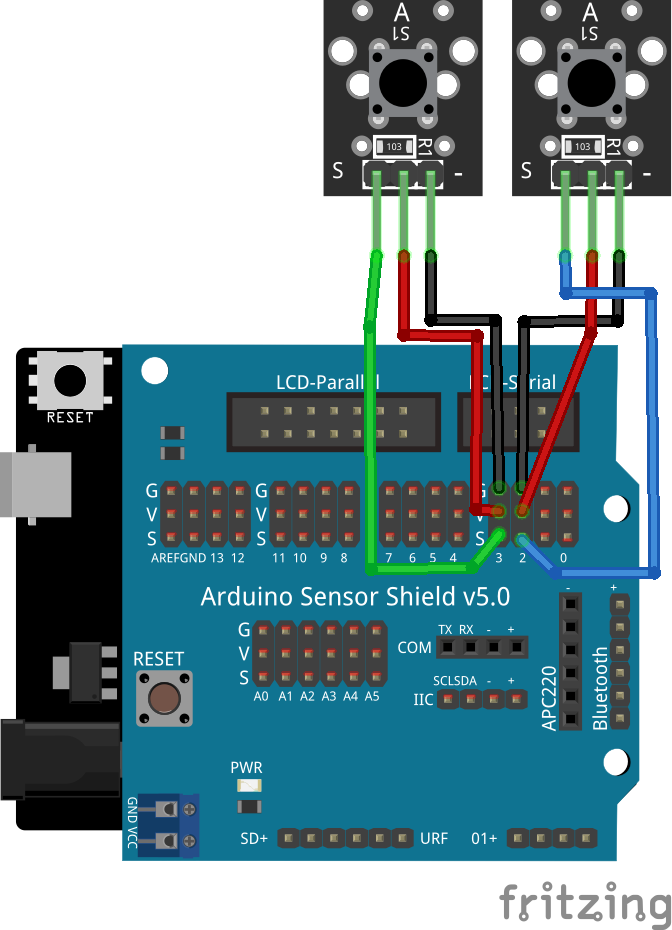 A A
S1 S1
103 R1 103 R1
S - S -
LCD-Parallel LCD-Serial
RESET
G G G
V V V
S S S
AREF GND 13 12 11 10 9 8 7 6 5 4 3 2 0
Arduino Sensor Shield v5.0
- +
G TX RX - +
V COM
S SCL SDA - +
A0 A1 A2 A3 A4 A5 IIC
RESET
APC220
Bluetooth
PWR
GND VCC
SD+ URF 01+
fritzing